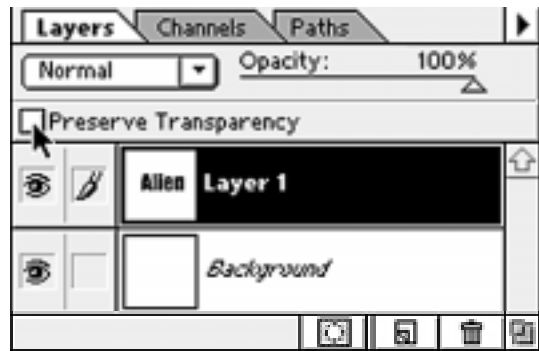 Layers Channels Paths
Normal Opacity: 100%
Preserve Transparency
Alien Layer 1
Background